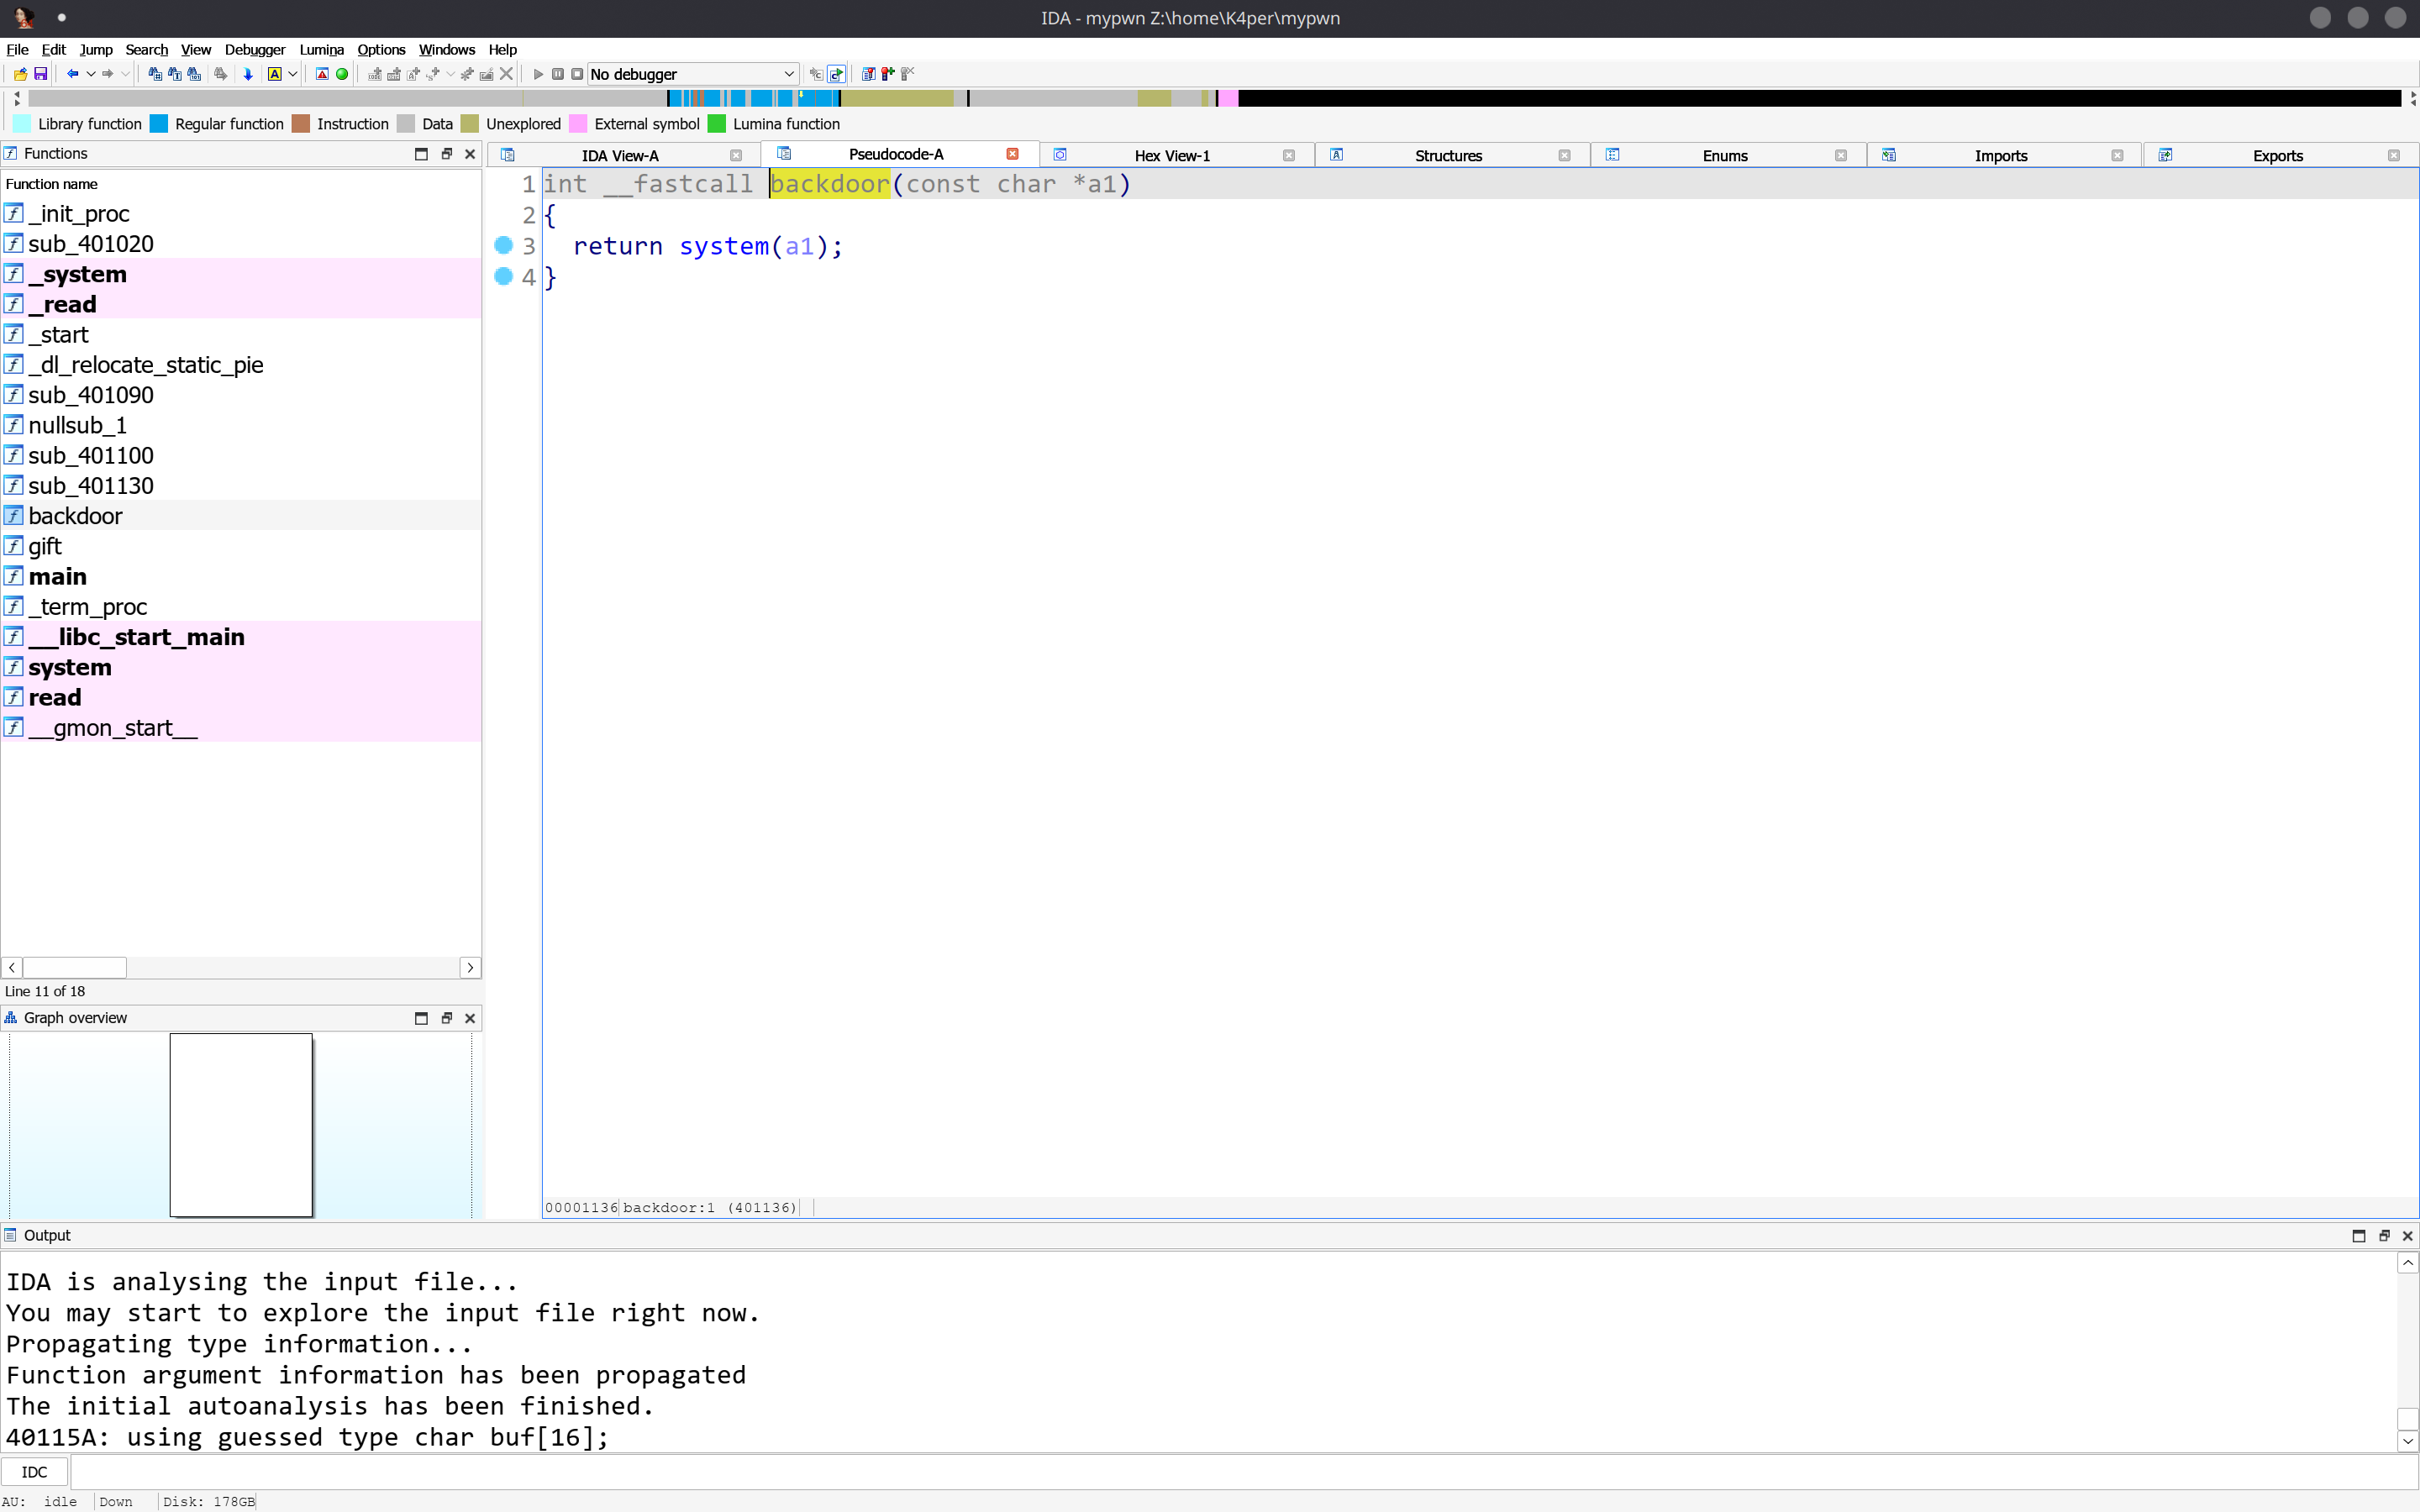 IDA - mypwn Z:\home\K4per\mypwn
File Edit Jump Search View Debugger Lumina Options Windows Help
No debugger
Library function Regular function Instruction Data Unexplored External symbol Lumina function
Functions
Function name
_init_proc
sub_401020
_system
_read
_start
_dl_relocate_static_pie
sub_401090
nullsub_1
sub_401100
sub_401130
backdoor
gift
main
_term_proc
__libc_start_main
system
read
__gmon_start__
Line 11 of 18
Graph overview
IDA View-A Pseudocode-A Hex View-1 Structures Enums Imports Exports
1 int __fastcall backdoor(const char *a1)
2 {
3 return system(a1);
4 }
00001136 backdoor:1 (401136)
Output
IDA is analysing the input file...
You may start to explore the input file right now.
Propagating type information...
Function argument information has been propagated
The initial autoanalysis has been finished.
40115A: using guessed type char buf[16];
IDC
AU: idle Down Disk: 178GB